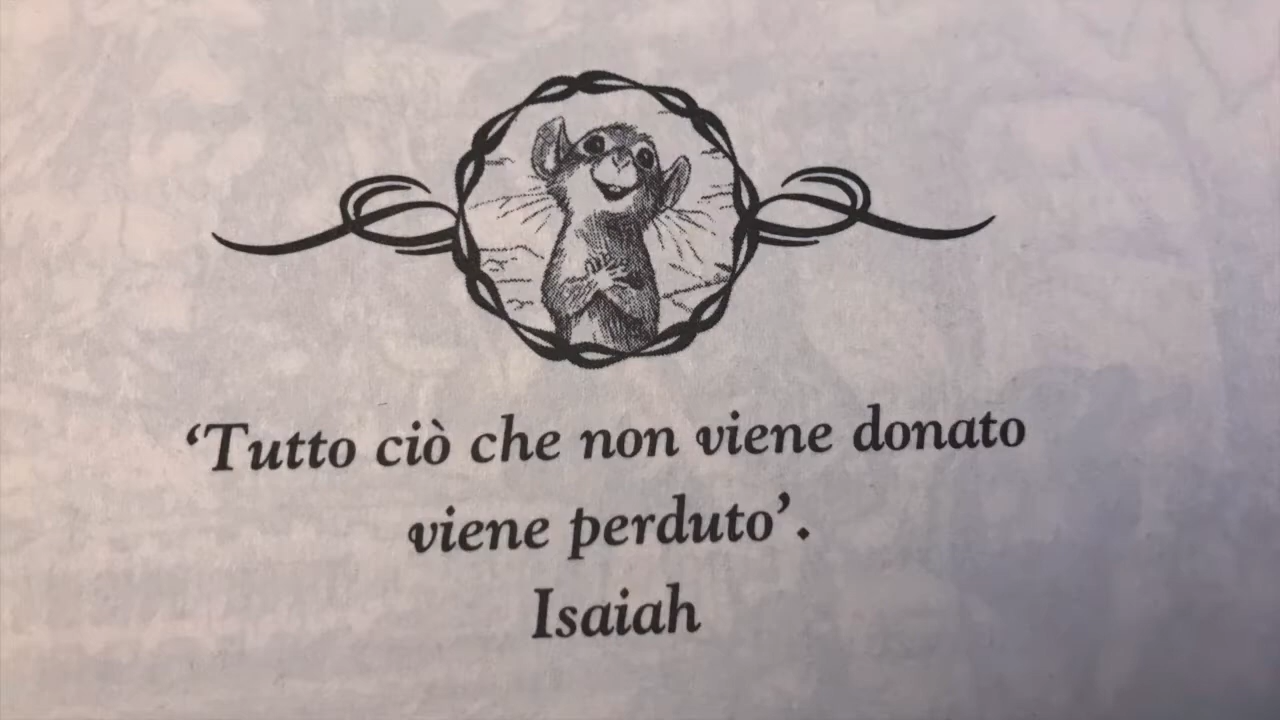 ‘Tutto ciò che non viene donato
viene perduto’.
Isaiah